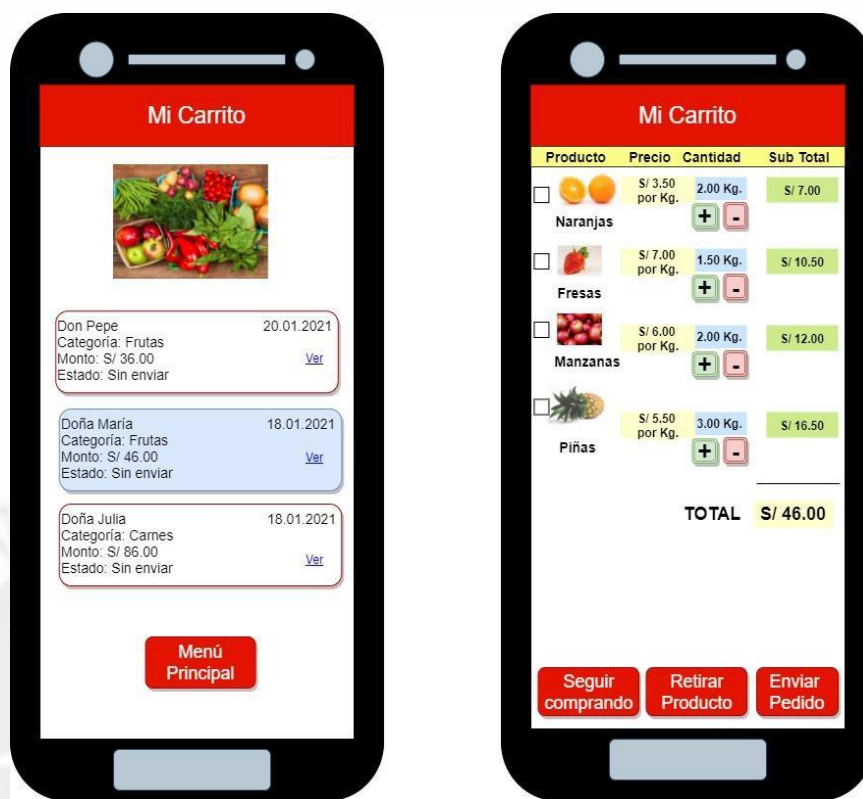 Mi Carrito
Don Pepe 20.01.2021
Categoría: Frutas
Monto: S/ 36.00 Ver
Estado: Sin enviar
Doña María 18.01.2021
Categoría: Frutas
Monto: S/ 46.00 Ver
Estado: Sin enviar
Doña Julia 18.01.2021
Categoría: Carnes
Monto: S/ 86.00 Ver
Estado: Sin enviar
Menú
Principal
Mi Carrito
Producto Precio Cantidad Sub Total
S/ 3.50 2.00 Kg. S/ 7.00
por Kg.
+ -
Naranjas
S/ 7.00 1.50 Kg. S/ 10.50
por Kg.
+ -
Fresas
S/ 6.00 2.00 Kg. S/ 12.00
por Kg.
+ -
Manzanas
S/ 5.50 3.00 Kg. S/ 16.50
por Kg.
+ -
Piñas
TOTAL S/ 46.00
Seguir
comprando
Retirar
Producto
Enviar
Pedido